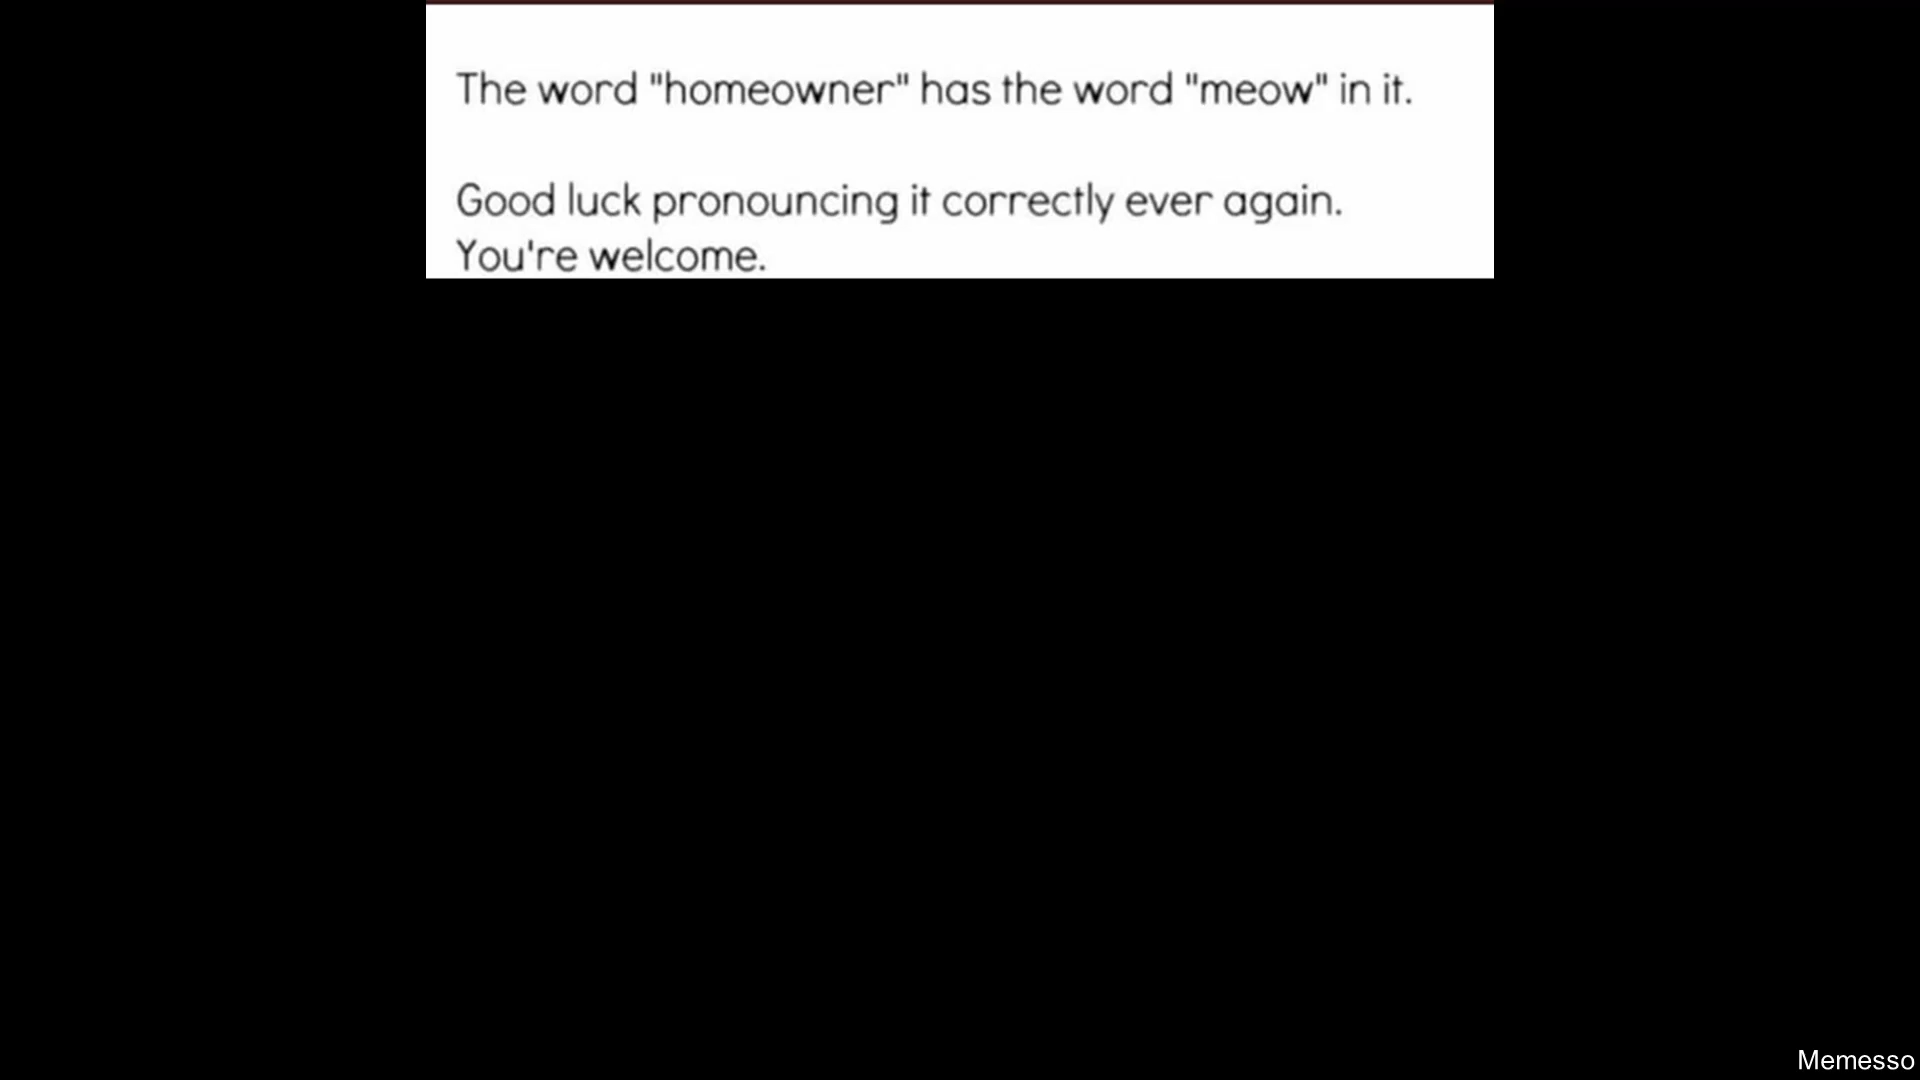 The word "homeowner" has the word "meow" in it.
Good luck pronouncing it correctly ever again.
You're welcome.
Memesso